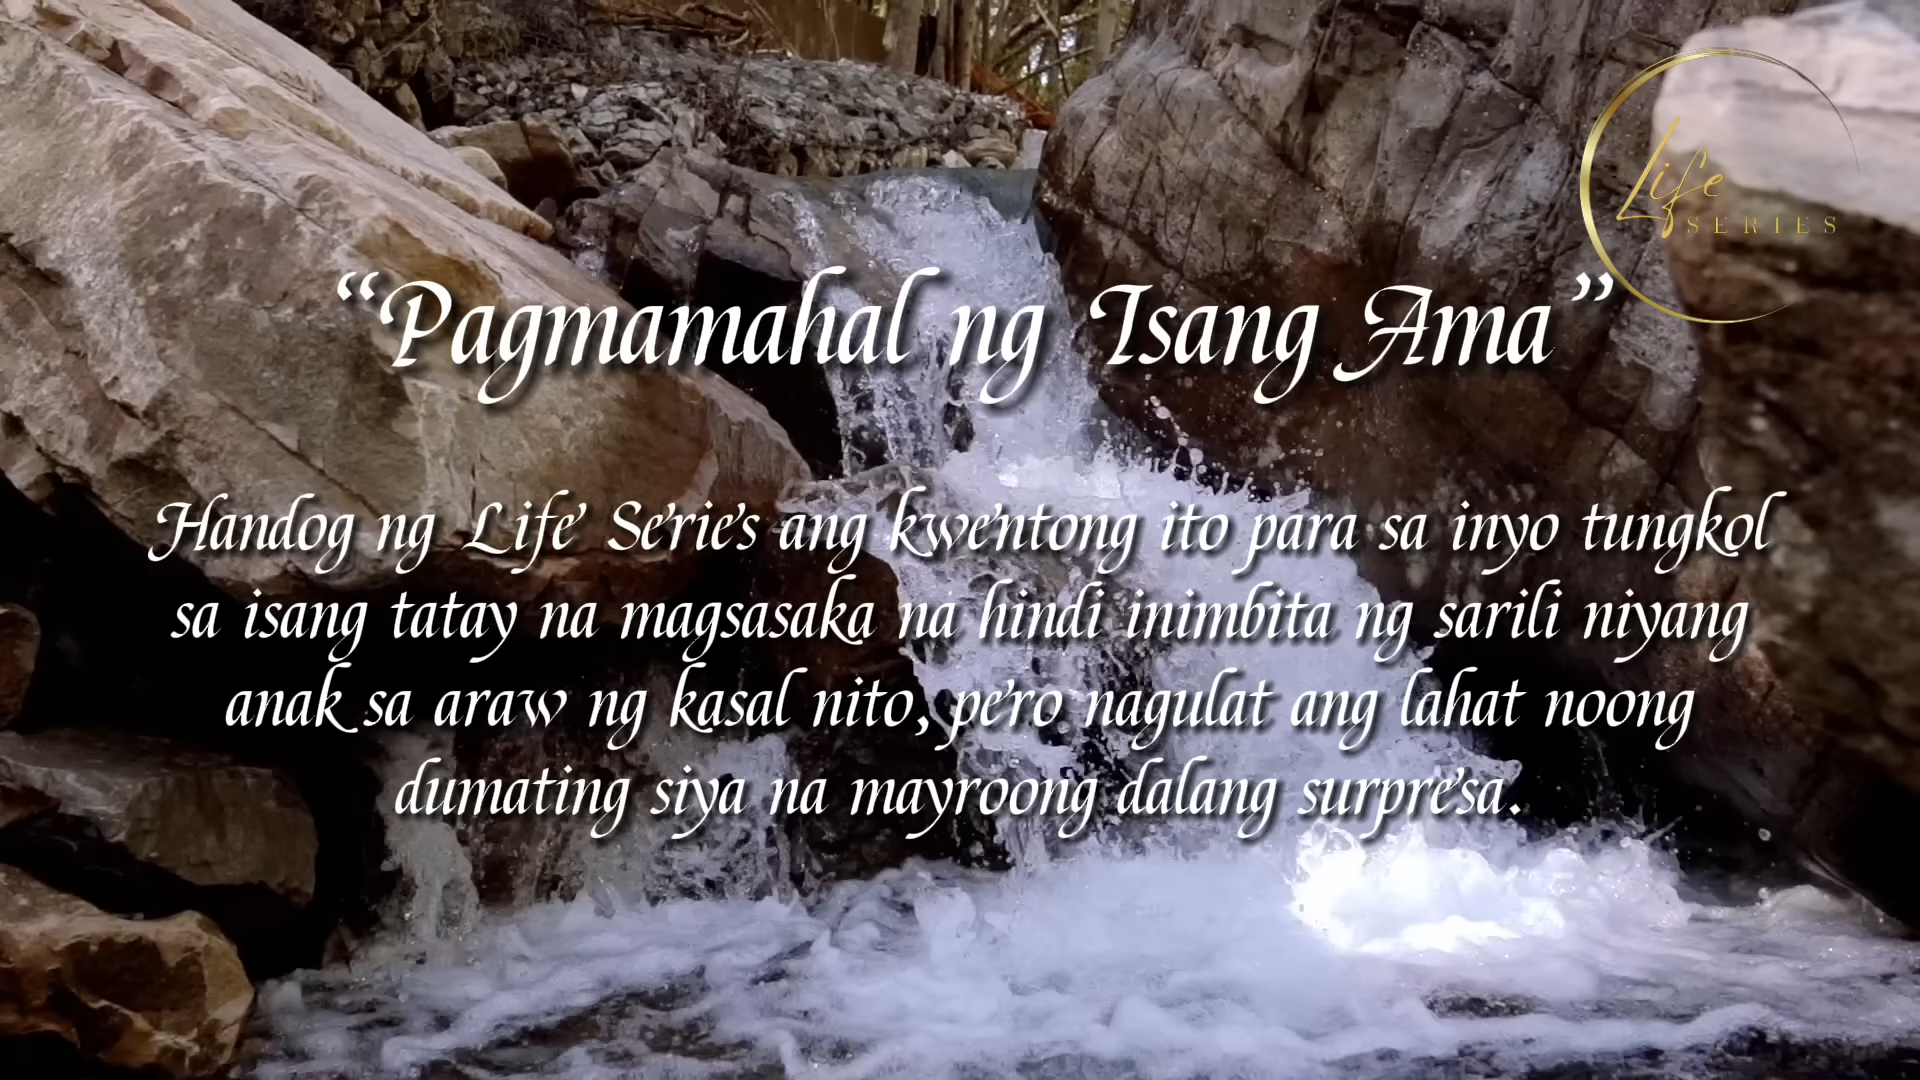 Life
SERIES
“Pagmamahal ng Isang Ama”
Handog ng Life Series ang kwentong ito para sa inyo tungkol
sa isang tatay na magsasaka na hindi inimbita ng sarili niyang
anak sa araw ng kasal nito, pero nagulat ang lahat noong
dumating siya na mayroong dalang surpresa.